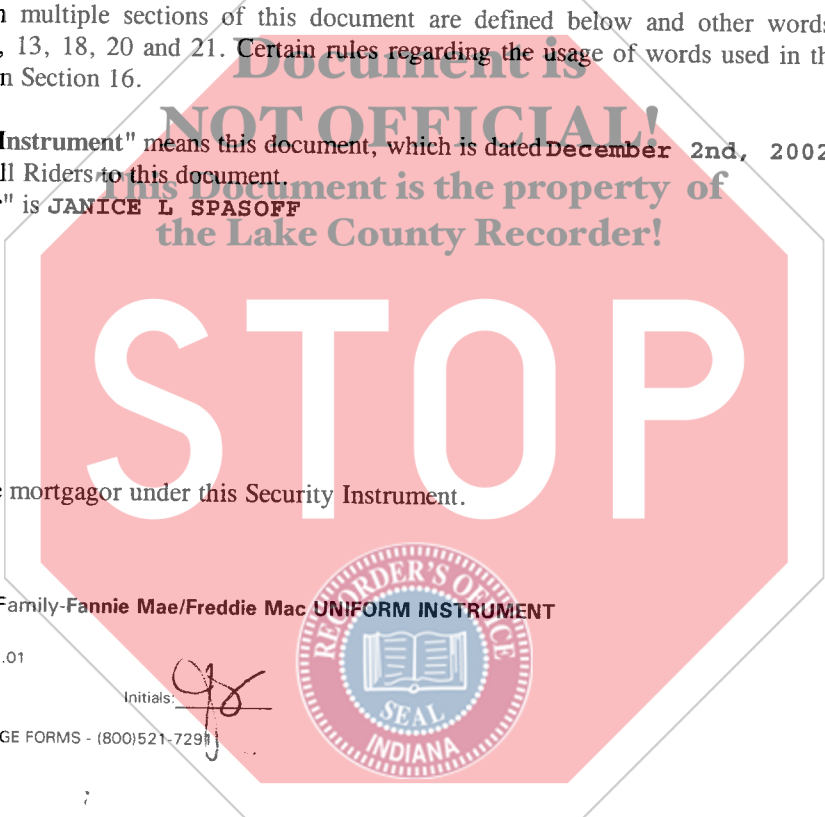 multiple sections of this document are defined below and other words
, 13, 18, 20 and 21. Certain rules regarding the usage of words used in th
n Section 16.
Document is
NOT OFFICIAL!
Instrument" means this document, which is dated December 2nd, 2002
ll Riders to this document.
This Document is the property of
" is JANICE L SPASOFF
the Lake County Recorder!
STOP
mortgagor under this Security Instrument.
RECORDER'S OFFICE
Family-Fannie Mae/Freddie Mac UNIFORM INSTRUMENT
.01
Initials:
SEAL
INDIANA
GE FORMS - (800)521-7291